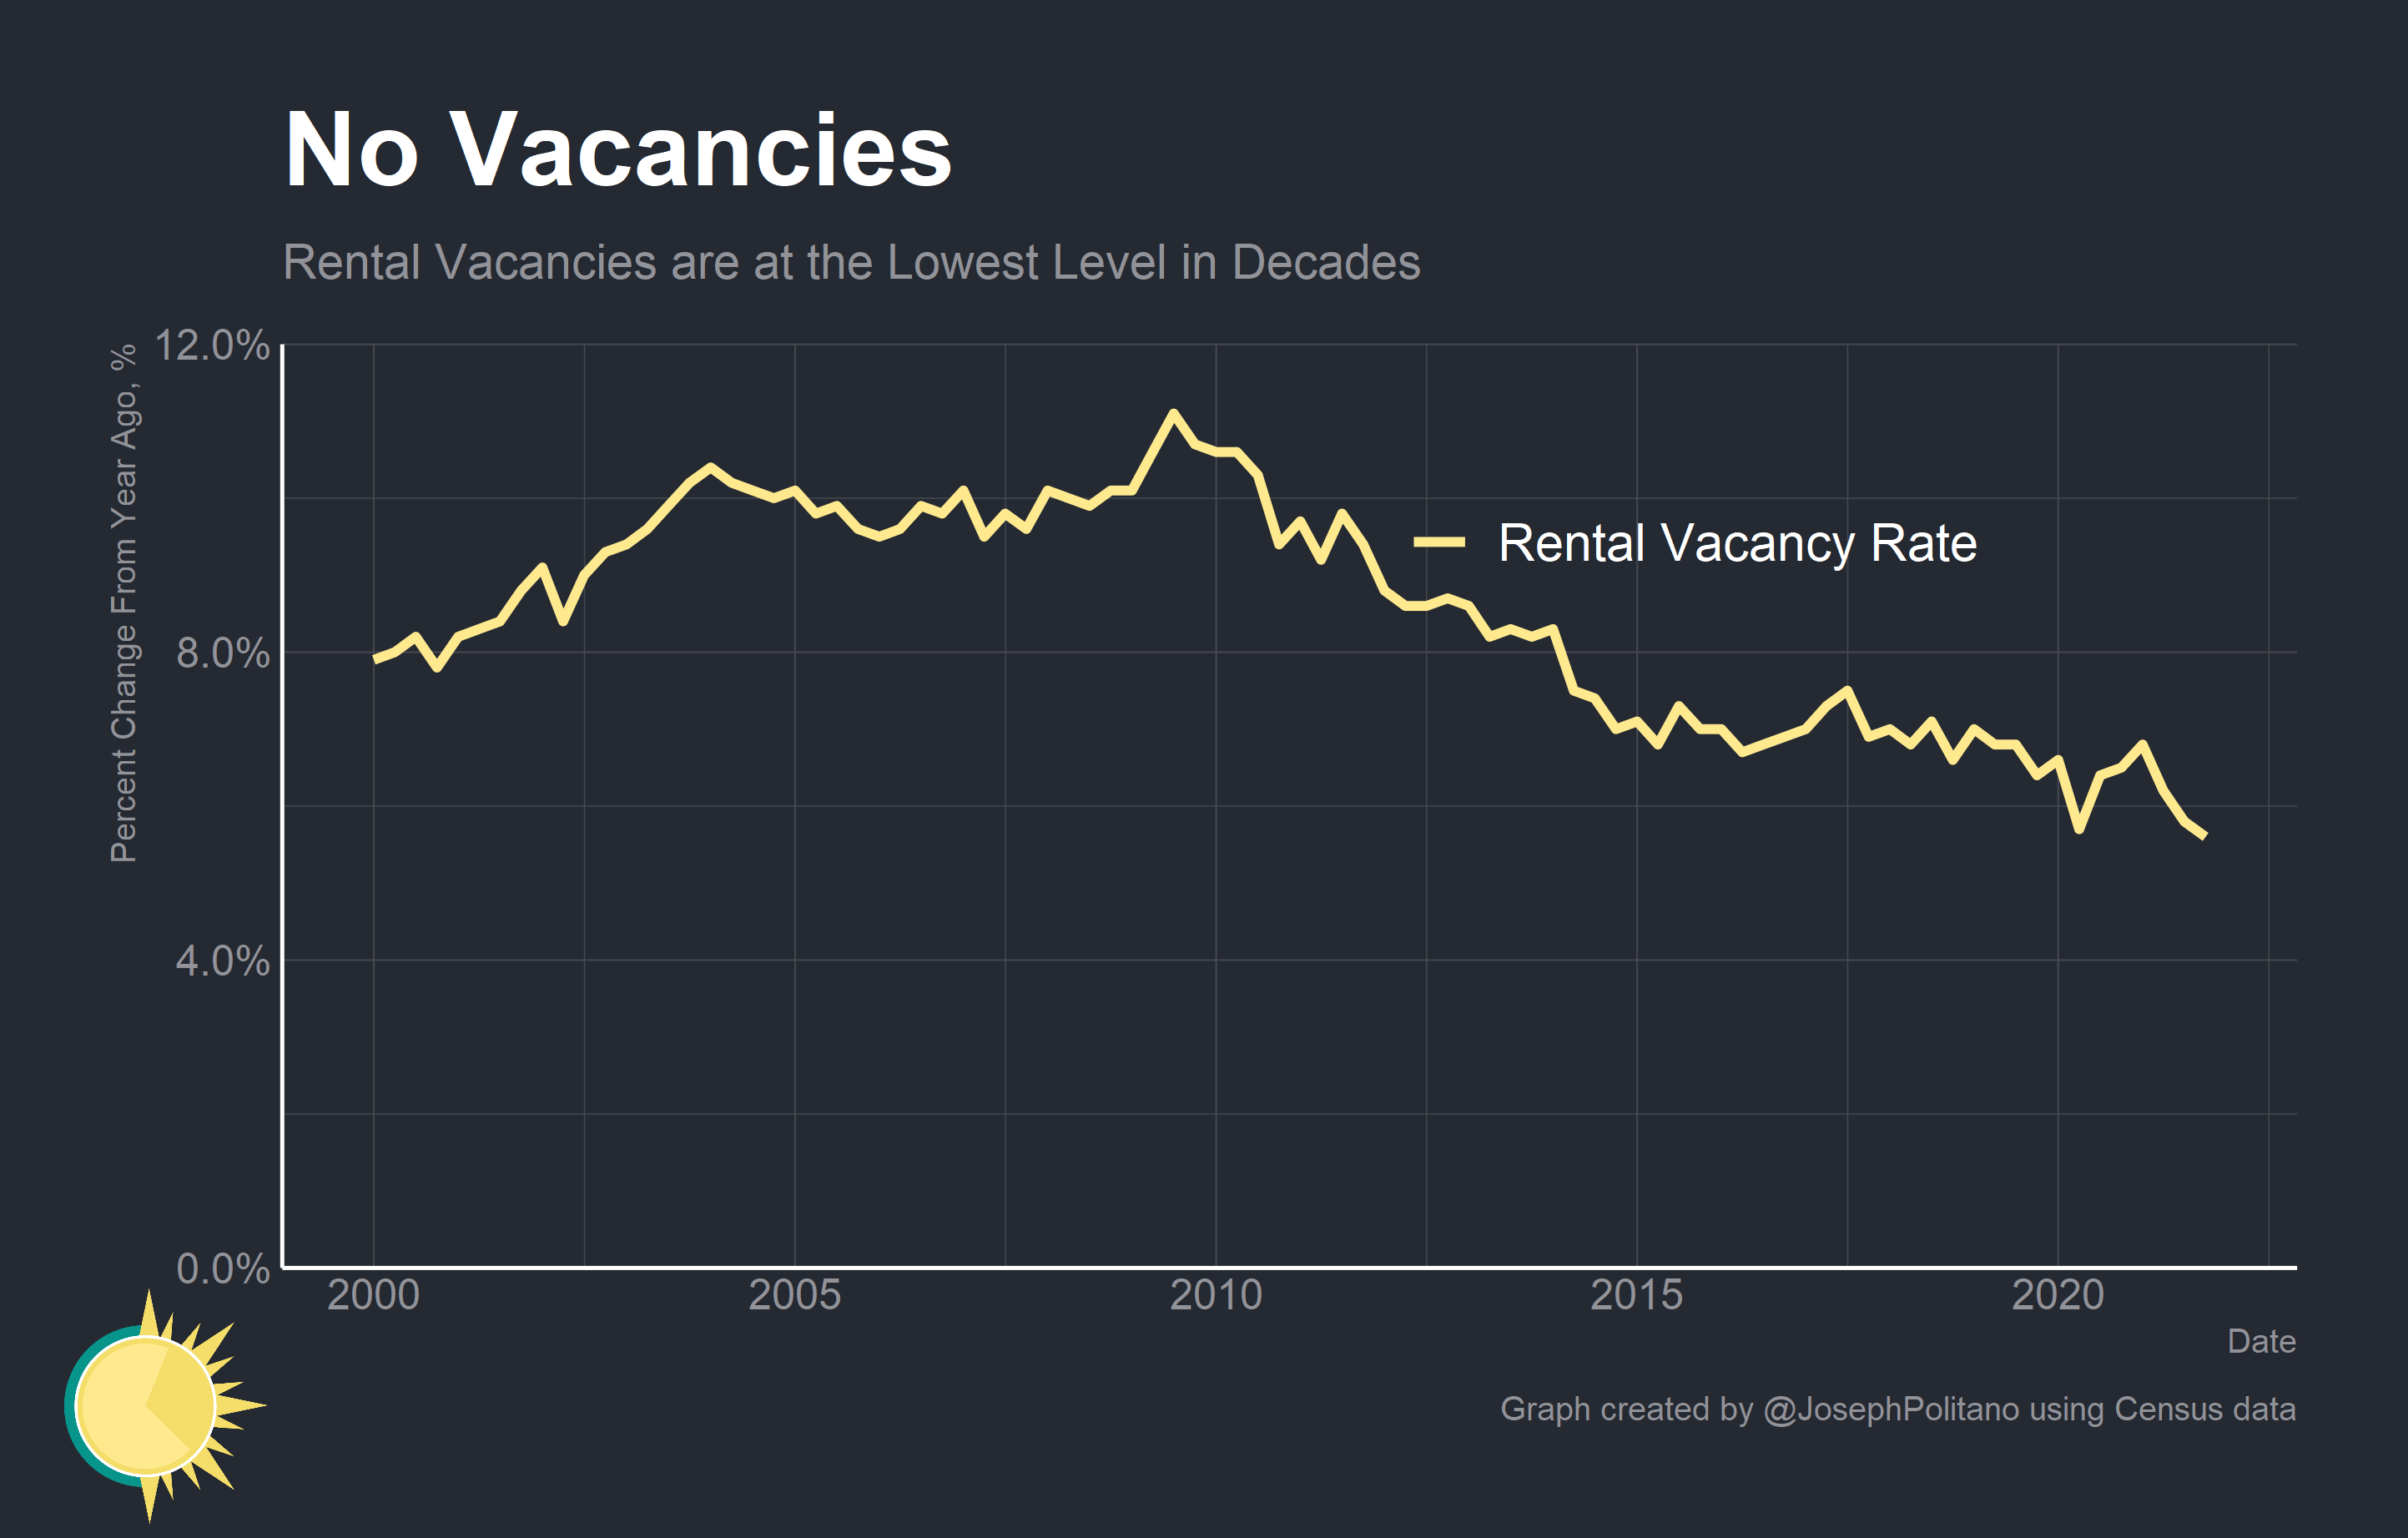 No Vacancies
Rental Vacancies are at the Lowest Level in Decades
Percent Change From Year Ago, %
12.0%
8.0%
4.0%
0.0%
Rental Vacancy Rate
2000
2005
2010
2015
2020
Date
Graph created by @JosephPolitano using Census data